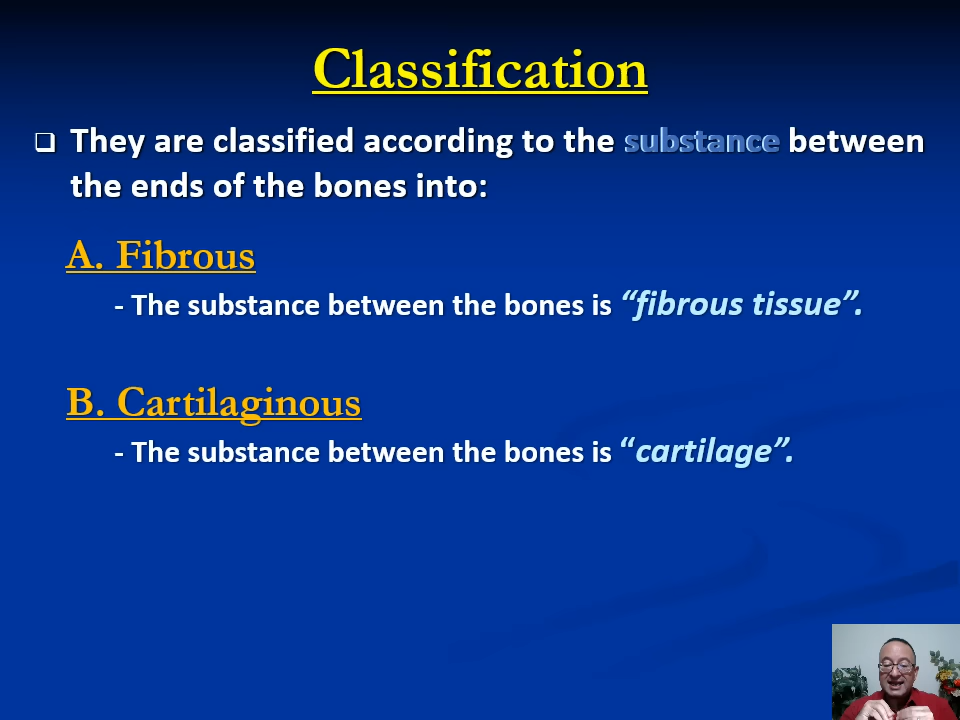 Classification
They are classified according to the substance between
the ends of the bones into:
A. Fibrous
- The substance between the bones is “fibrous tissue”.
B. Cartilaginous
- The substance between the bones is “cartilage”.